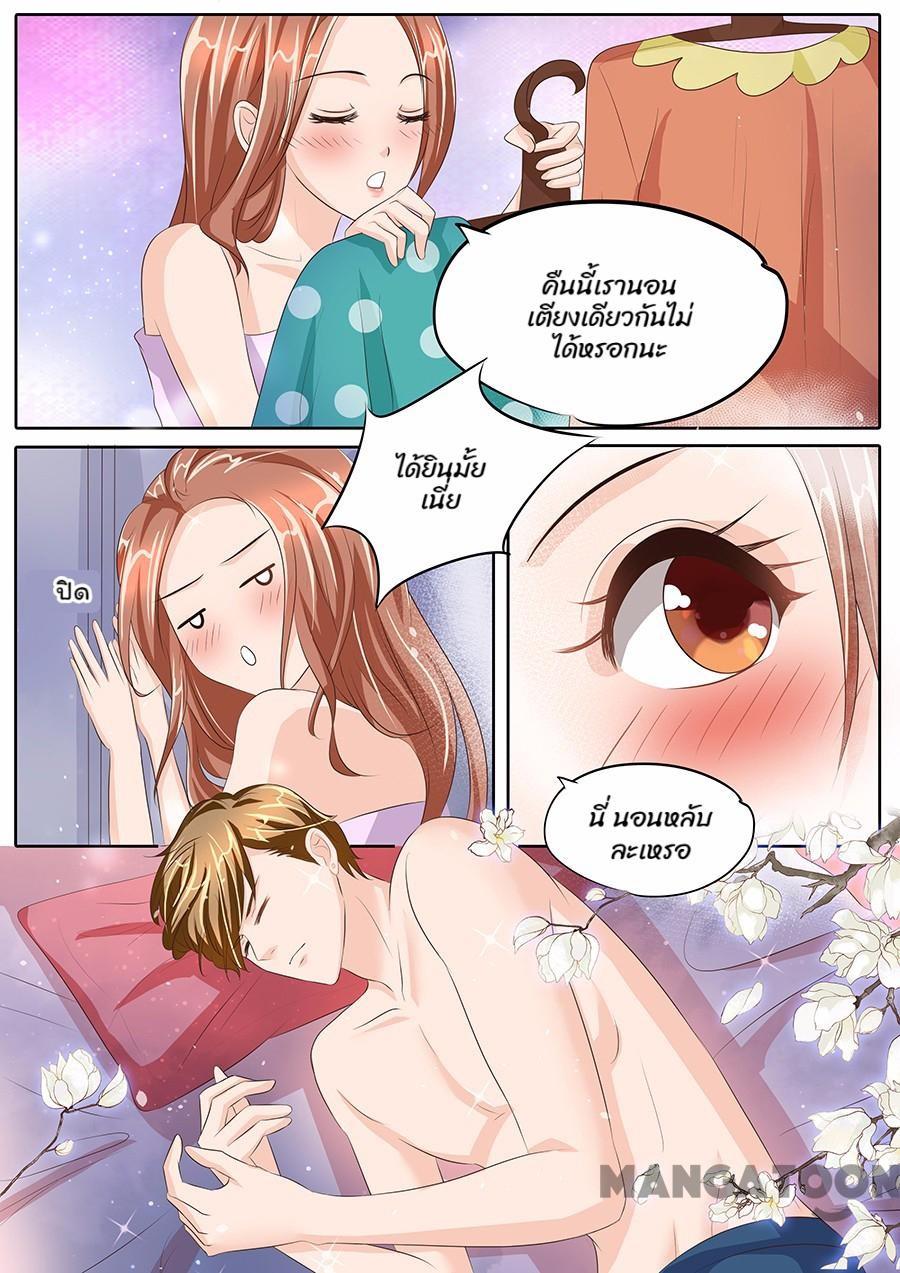 คืนนี้เรานอน
เตียงเดียวกันไม่
ได้หรอกนะ
ได้ยินมั้ย
เนี่ย
ปิด
นี่ นอนหลับ
ละเหรอ
MANGATOON